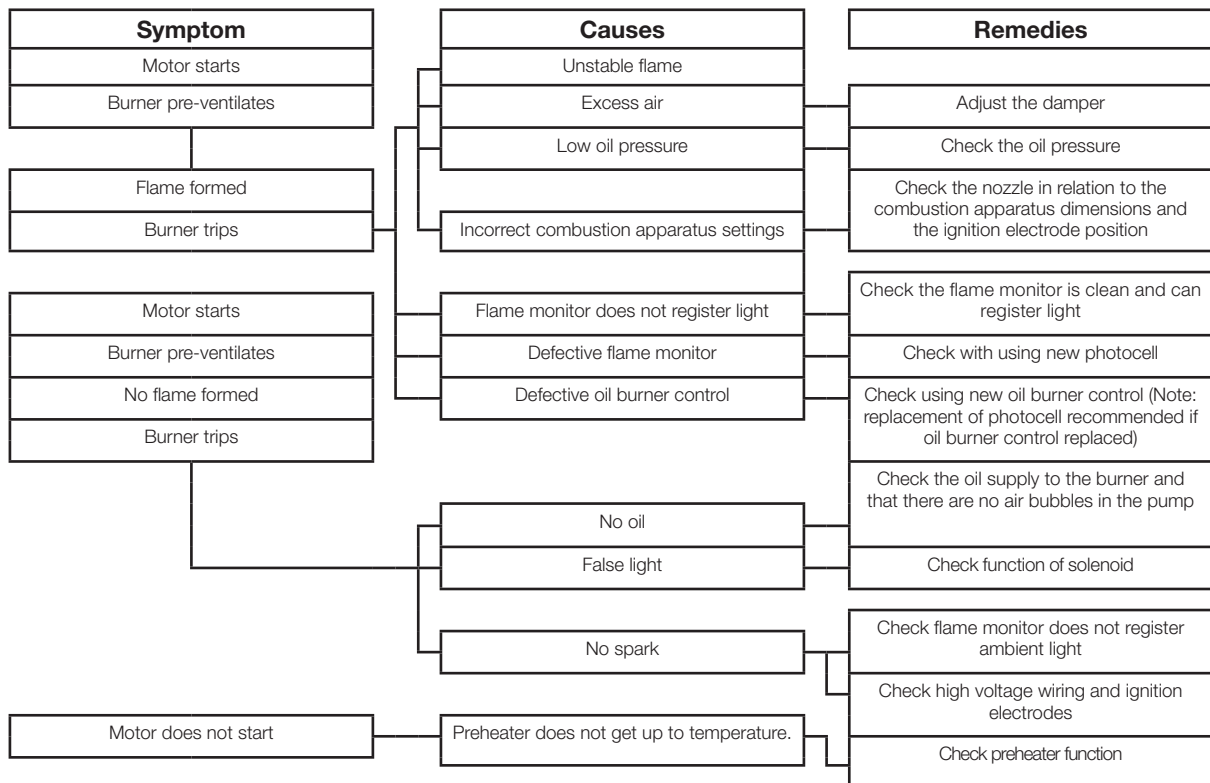 Symptom
Motor starts
Burner pre-ventilates
Flame formed
Burner trips
Motor starts
Burner pre-ventilates
No flame formed
Burner trips
Motor does not start
Causes
Unstable flame
Excess air
Low oil pressure
Incorrect combustion apparatus settings
Flame monitor does not register light
Defective flame monitor
Defective oil burner control
No oil
False light
No spark
Preheater does not get up to temperature.
Remedies
Adjust the damper
Check the oil pressure
Check the nozzle in relation to the
combustion apparatus dimensions and
the ignition electrode position
Check the flame monitor is clean and can
register light
Check with using new photocell
Check using new oil burner control (Note:
replacement of photocell recommended if
oil burner control replaced)
Check the oil supply to the burner and
that there are no air bubbles in the pump
Check function of solenoid
Check flame monitor does not register
ambient light
Check high voltage wiring and ignition
electrodes
Check preheater function